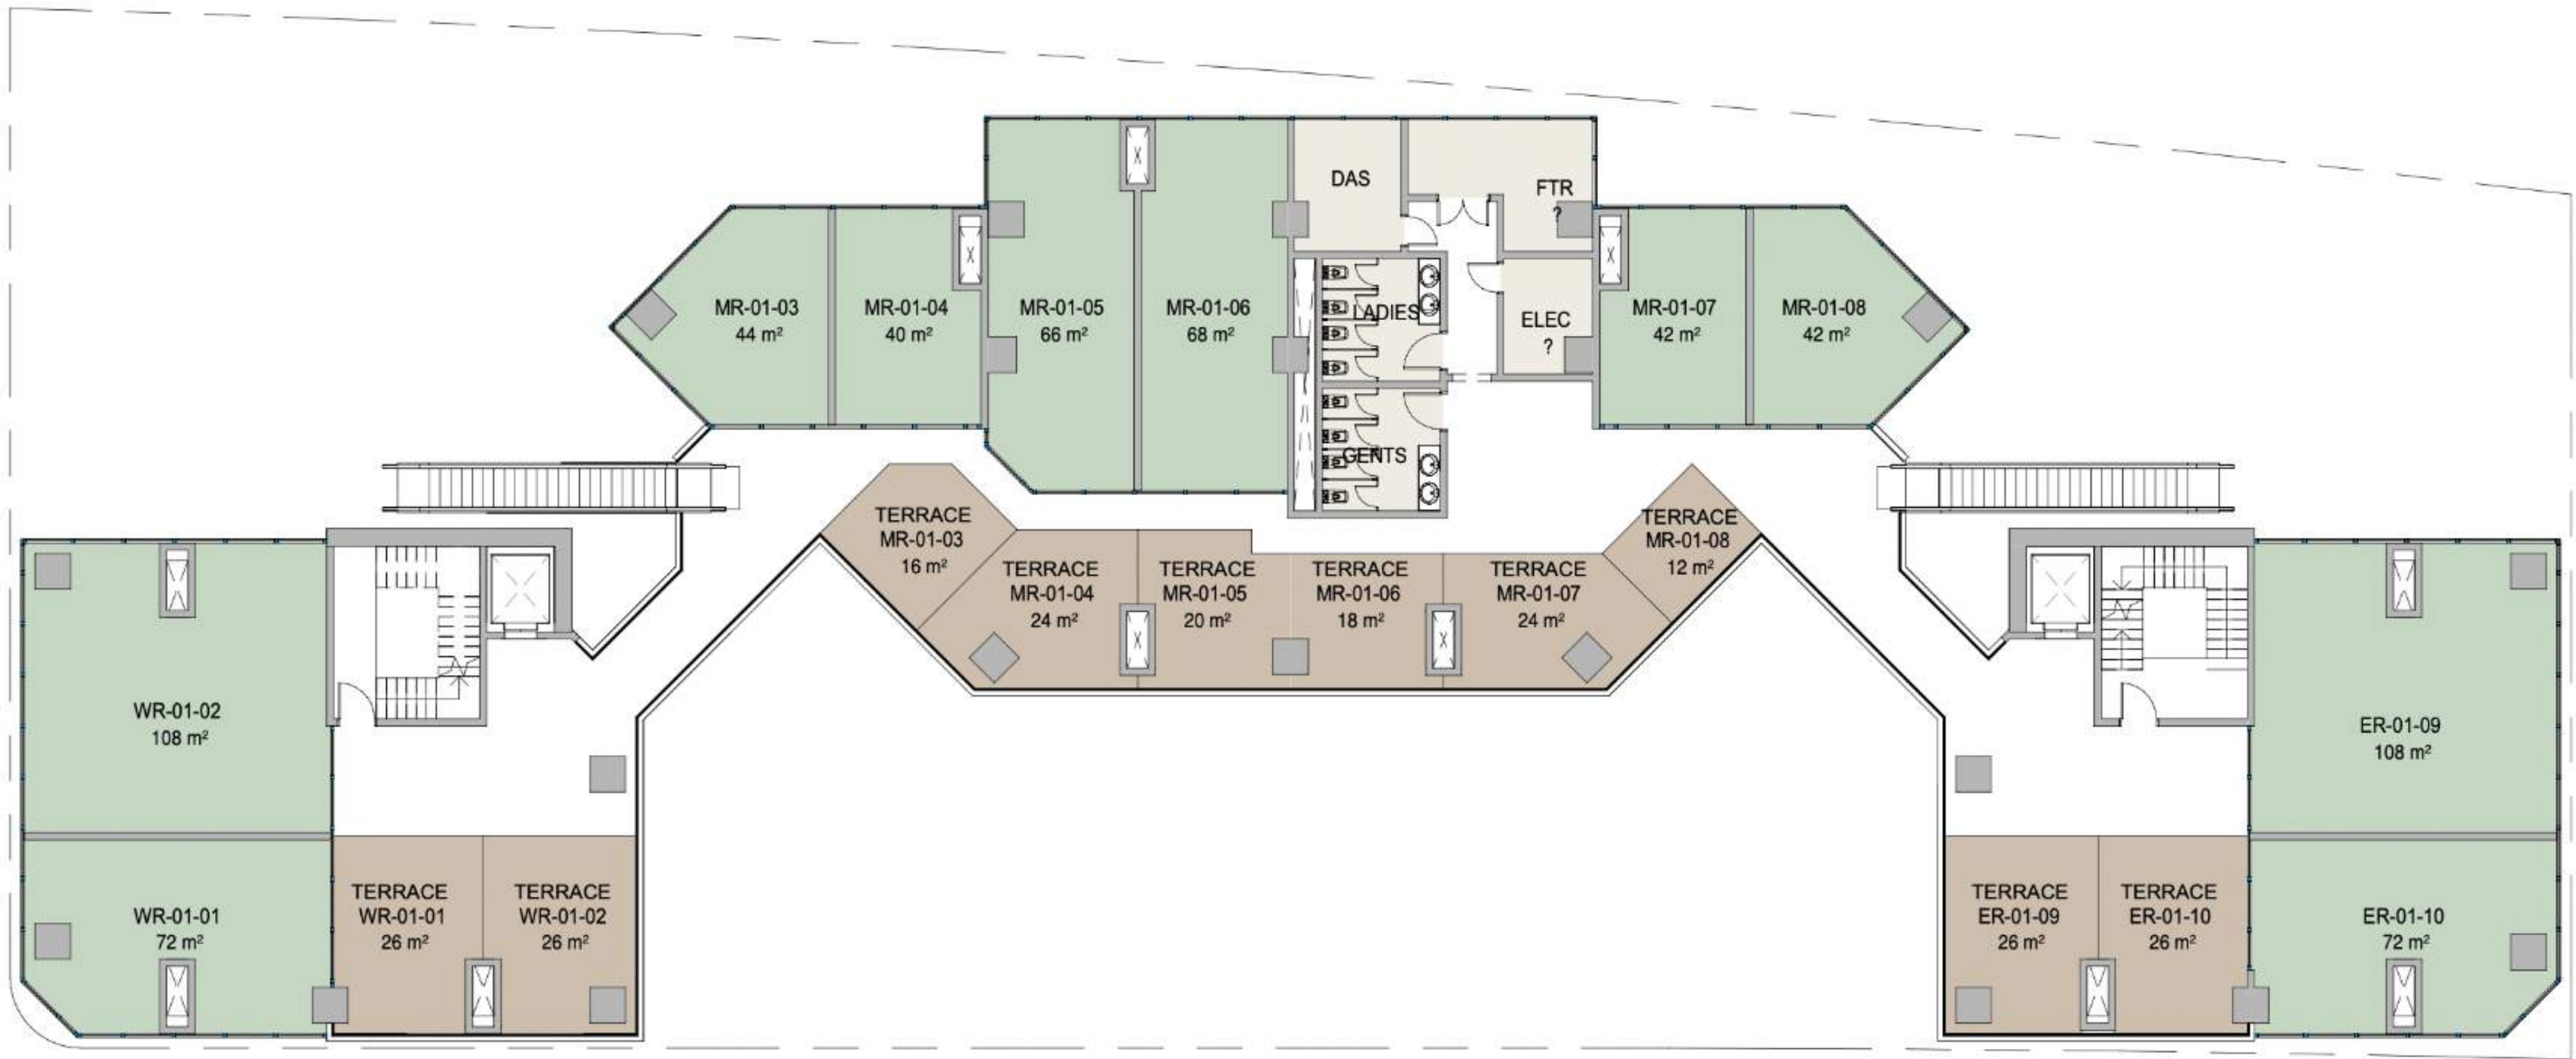 DAS
FTR
?
MR-01-03
44 m²
MR-01-04
40 m²
MR-01-05
66 m²
MR-01-06
68 m²
LADIES
ELEC
?
MR-01-07
42 m²
MR-01-08
42 m²
GENTS
TERRACE
MR-01-03
16 m²
TERRACE
MR-01-04
24 m²
TERRACE
MR-01-05
20 m²
TERRACE
MR-01-06
18 m²
TERRACE
MR-01-07
24 m²
TERRACE
MR-01-08
12 m²
WR-01-02
108 m²
ER-01-09
108 m²
WR-01-01
72 m²
TERRACE
WR-01-01
26 m²
TERRACE
WR-01-02
26 m²
TERRACE
ER-01-09
26 m²
TERRACE
ER-01-10
26 m²
ER-01-10
72 m²